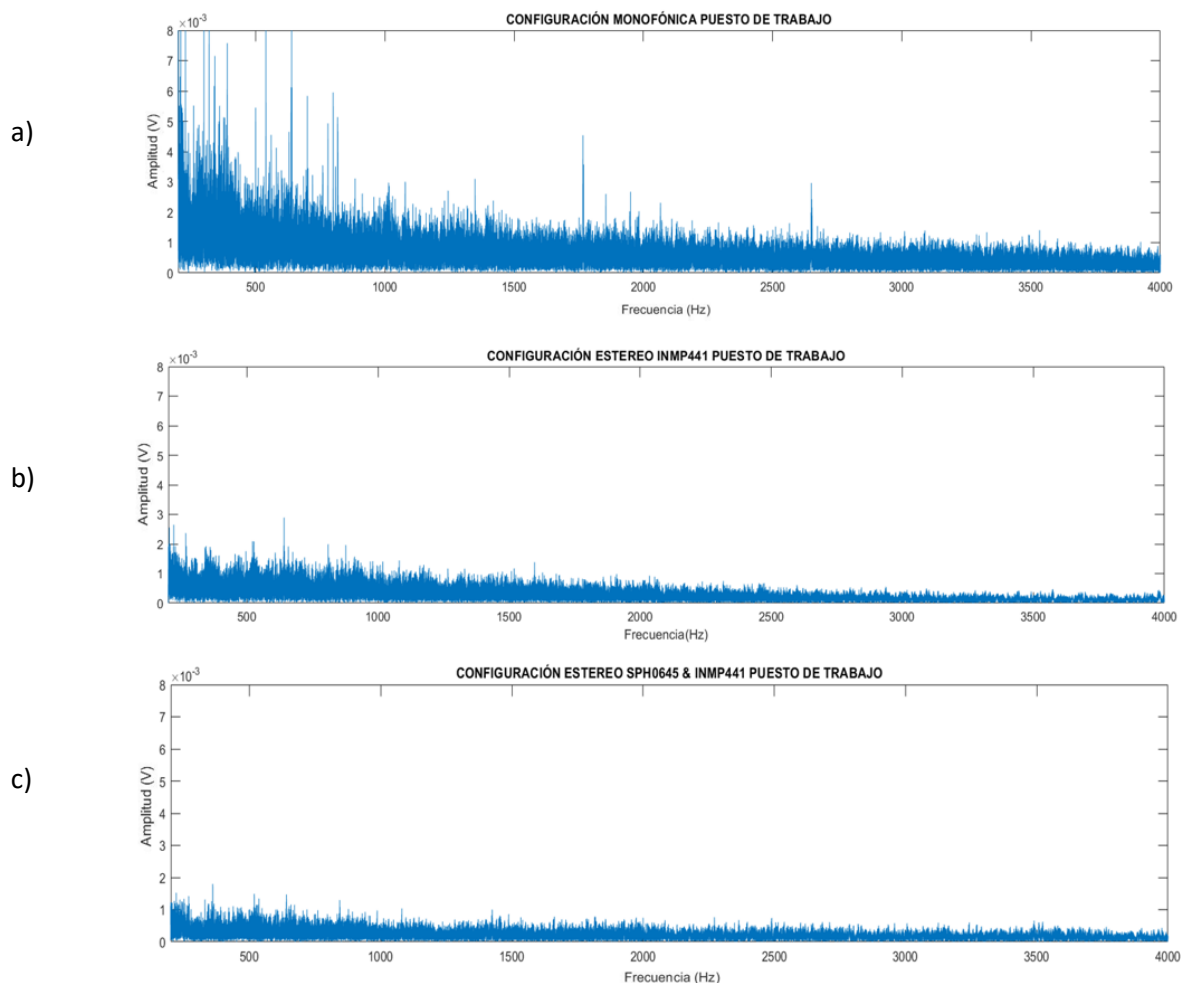 a)
CONFIGURACIÓN MONOFÓNICA PUESTO DE TRABAJO
×10⁻³
8
7
6
5
4
3
2
1
0
Amplitud (V)
500 1000 1500 2000 2500 3000 3500 4000
Frecuencia (Hz)
b)
CONFIGURACIÓN ESTEREO INMP441 PUESTO DE TRABAJO
×10⁻³
8
7
6
5
4
3
2
1
0
Amplitud (V)
500 1000 1500 2000 2500 3000 3500 4000
Frecuencia(Hz)
c)
CONFIGURACIÓN ESTEREO SPH0645 & INMP441 PUESTO DE TRABAJO
×10⁻³
8
7
6
5
4
3
2
1
0
Amplitud (V)
500 1000 1500 2000 2500 3000 3500 4000
Frecuencia (Hz)